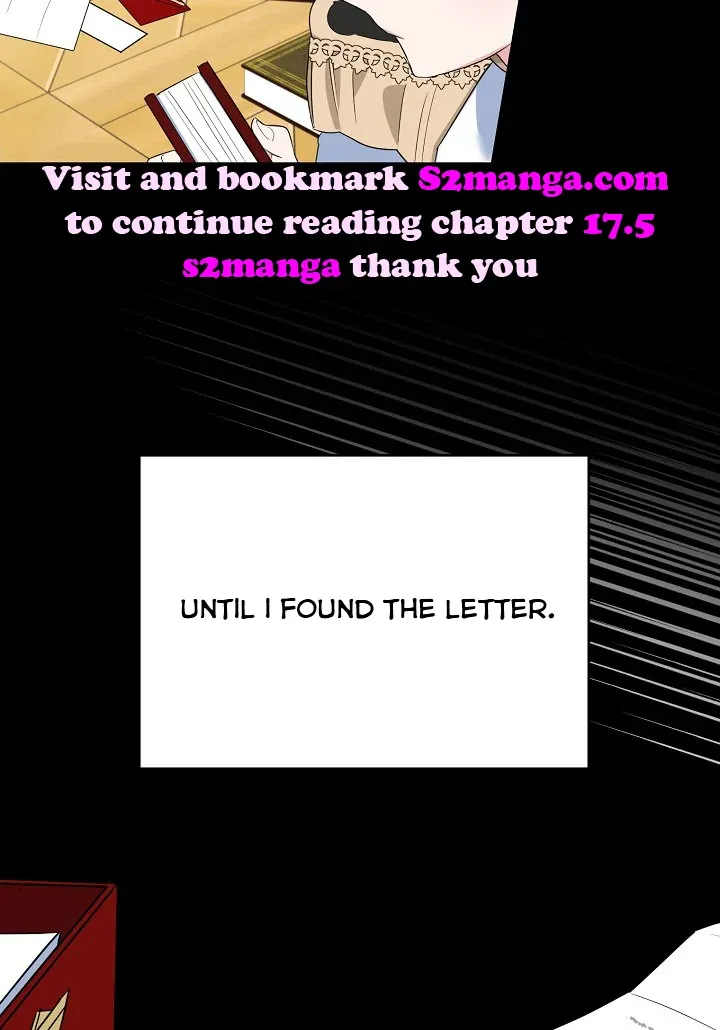 Visit and bookmark S2manga.com
to continue reading chapter 17.5
s2manga thank you
UNTIL I FOUND THE LETTER.